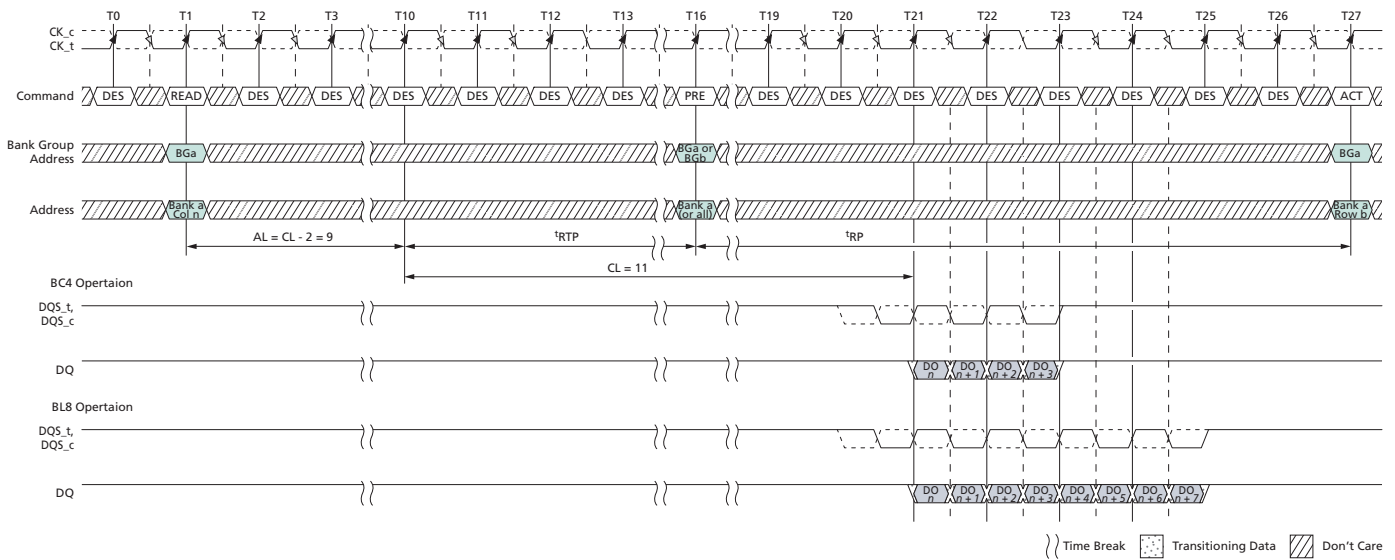 T0 T1 T2 T3 T10 T11 T12 T13 T16 T19 T20 T21 T22 T23 T24 T25 T26 T27
CK_c
CK_t
Command DES READ DES DES DES DES DES DES PRE DES DES DES DES DES DES DES DES ACT
Bank Group
Address
BGa
BGa or
BGb
BGa
Address
Bank a
Col n
Bank a
(or all)
Bank a
Row b
AL = CL - 2 = 9
tRTP
tRP
CL = 11
BC4 Opertaion
DQS_t,
DQS_c
DQ
DO
n
DO
n + 1
DO
n + 2
DO
n + 3
BL8 Opertaion
DQS_t,
DQS_c
DQ
DO
n
DO
n + 1
DO
n + 2
DO
n + 3
DO
n + 4
DO
n + 5
DO
n + 6
DO
n + 7
Time Break Transitioning Data Don't Care